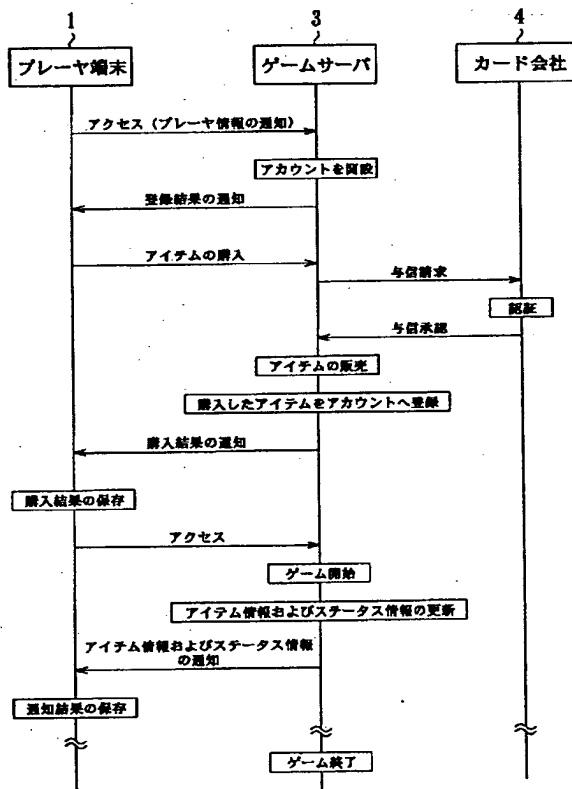 1
3
4
プレーヤ端末
ゲームサーバ
カード会社
アクセス（プレーヤ情報の通知）
アカウントを開設
登録結果の通知
アイテムの購入
与信請求
認証
与信承認
アイテムの販売
購入したアイテムをアカウントへ登録
購入結果の通知
購入結果の保存
アクセス
ゲーム開始
アイテム情報およびステータス情報の更新
アイテム情報およびステータス情報
の通知
通知結果の保存
ゲーム終了